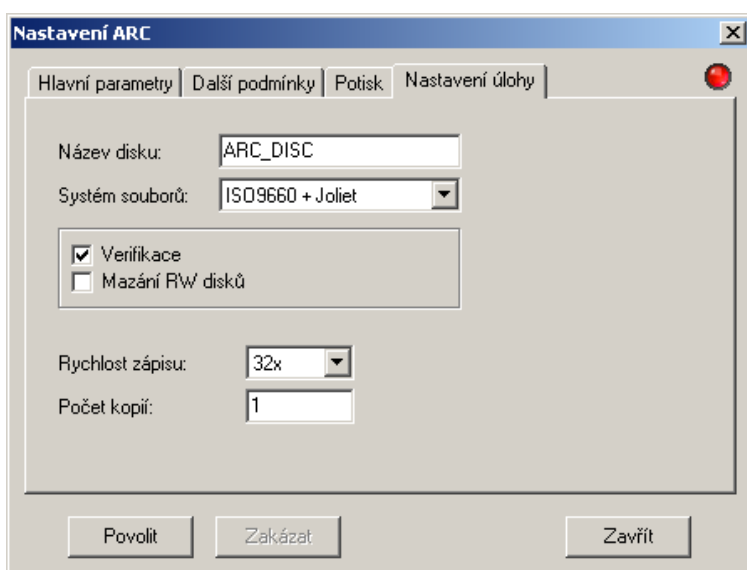 Nastavení ARC
Hlavní parametry Další podmínky Potisk Nastavení úlohy
Název disku: ARC_DISC
Systém souborů: ISO9660 + Joliet
Verifikace
Mazání RW disků
Rychlost zápisu: 32x
Počet kopií: 1
Povolit Zakázat Zavřít